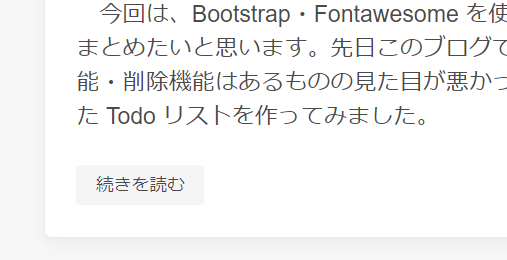 今回は、Bootstrap・Fontawesome を使
まとめたいと思います。先日このブログで
能・削除機能はあるものの見た目が悪かっ
た Todo リストを作ってみました。
続きを読む